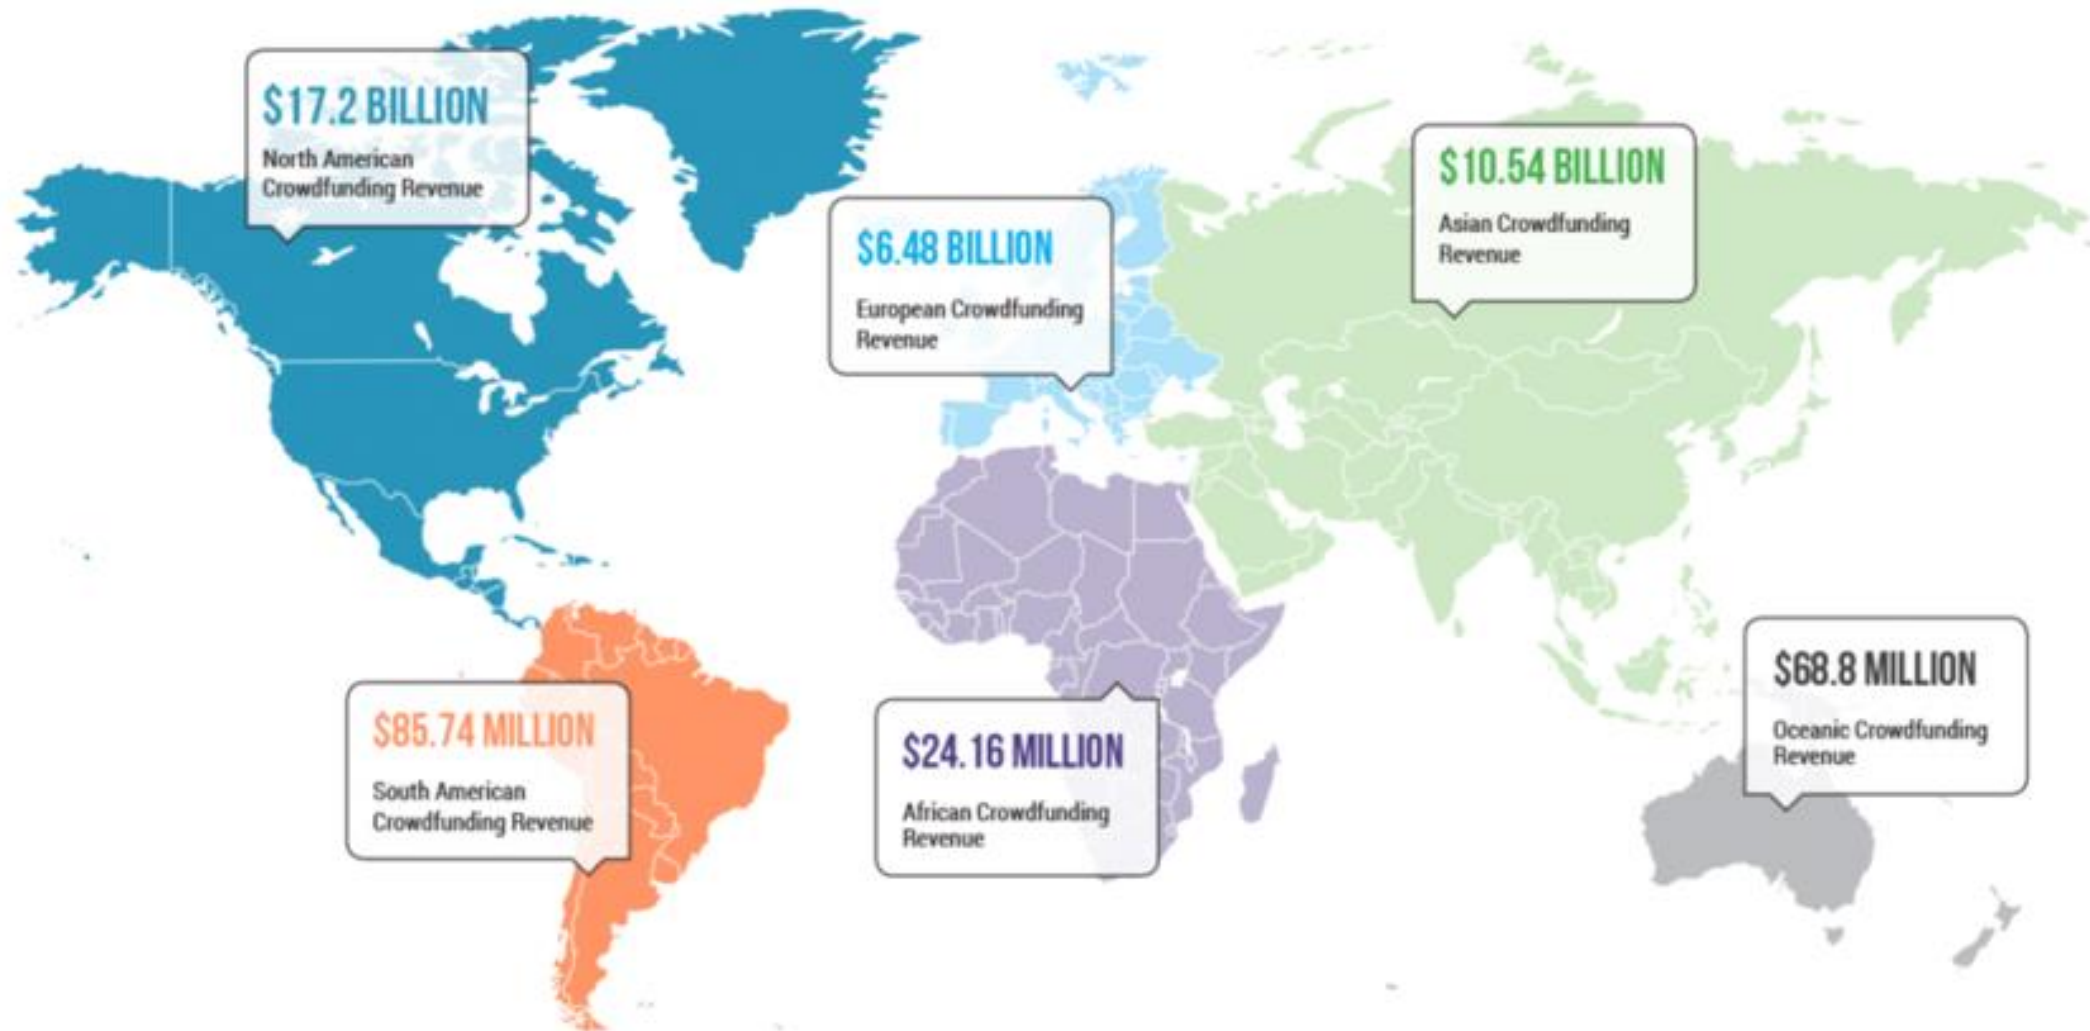 $17.2 BILLION
North American
Crowdfunding Revenue
$6.48 BILLION
European Crowdfunding
Revenue
$10.54 BILLION
Asian Crowdfunding
Revenue
$85.74 MILLION
South American
Crowdfunding Revenue
$24.16 MILLION
African Crowdfunding
Revenue
$68.8 MILLION
Oceanic Crowdfunding
Revenue